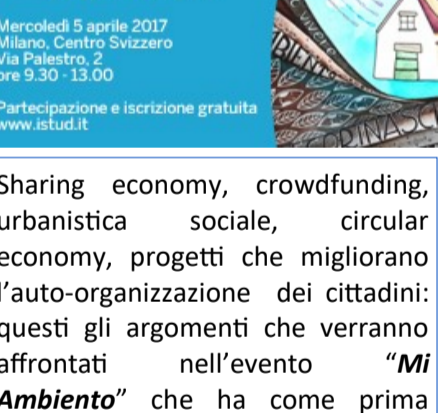 Mercoledì 5 aprile 2017
Milano, Centro Svizzero
Via Palestro, 2
ore 9.30 - 13.00
Partecipazione e iscrizione gratuita
www.istud.it
Sharing economy, crowdfunding,
urbanistica sociale, circular
economy, progetti che migliorano
l'auto-organizzazione dei cittadini:
questi gli argomenti che verranno
affrontati nell'evento "Mi
Ambiento" che ha come prima